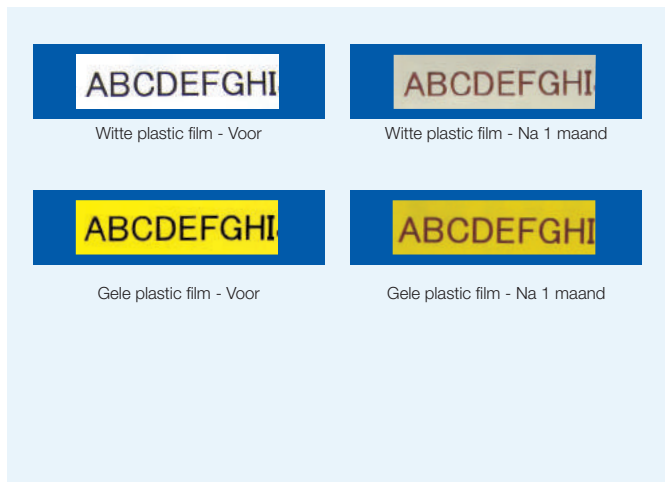 ABCDEFGHI
Witte plastic film - Voor
ABCDEFGHI
Witte plastic film - Na 1 maand
ABCDEFGHI
Gele plastic film - Voor
ABCDEFGHI
Gele plastic film - Na 1 maand